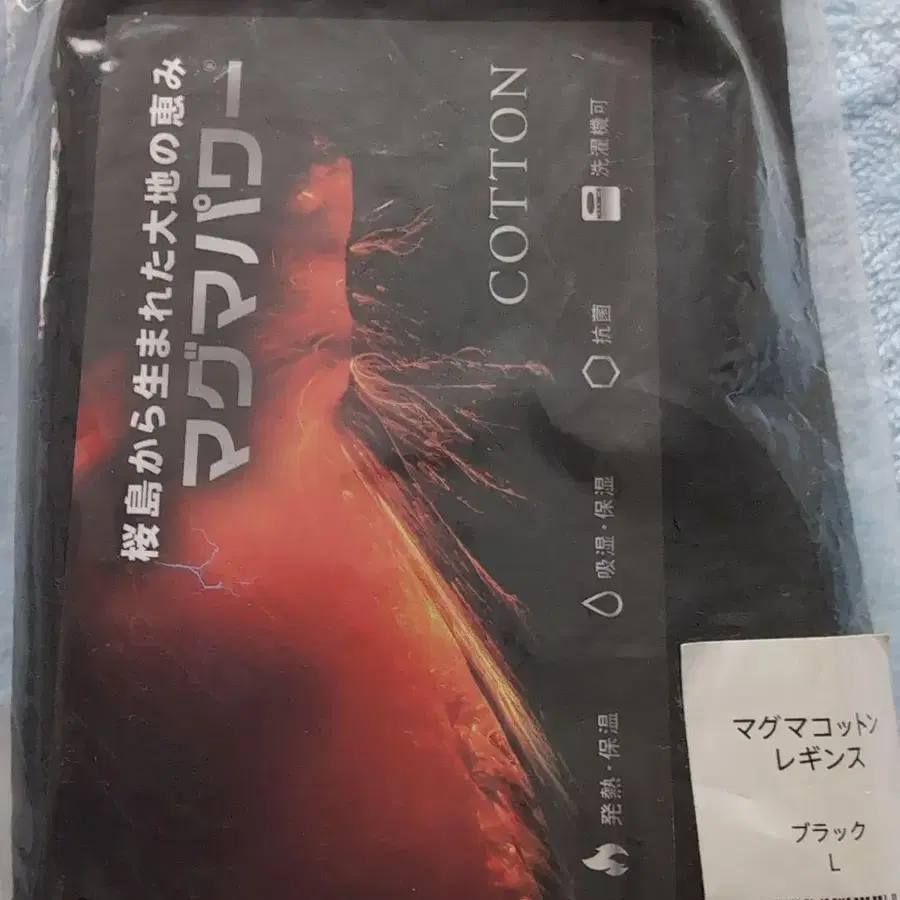 桜島から生まれた大地の恵み
マグマパワー®
COTTON
発熱・保温
吸湿・保湿
抗菌
洗濯機可
マグマコットン
レギンス
ブラック
L